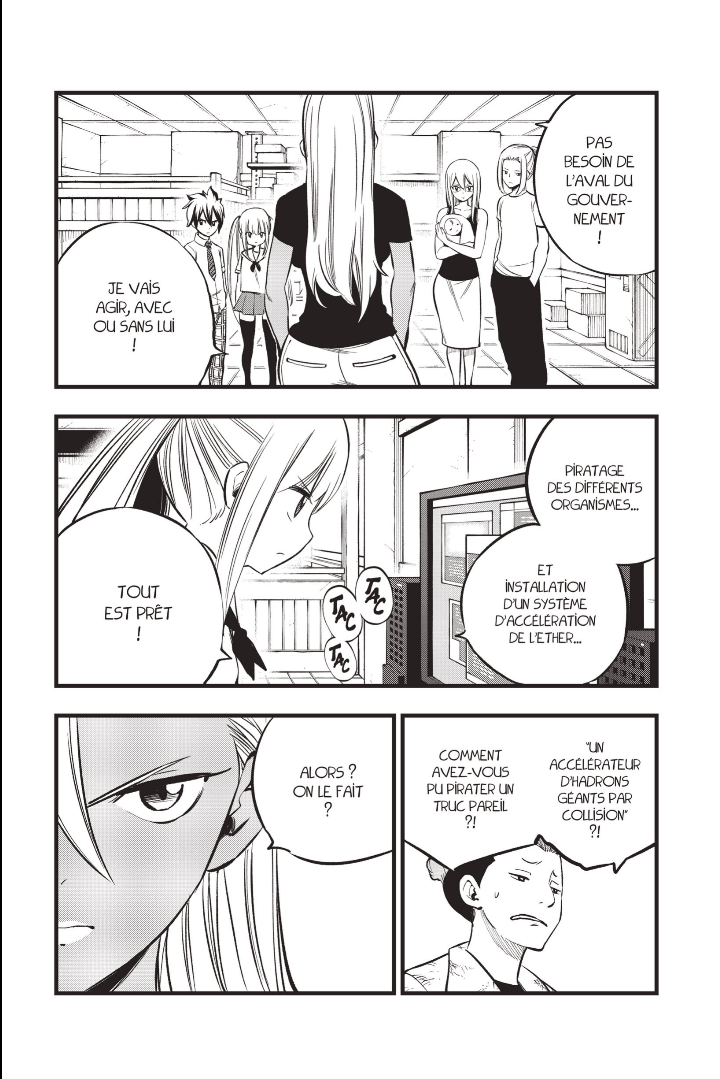 PAS
BESOIN DE
L'AVAL DU
GOUVER-
NEMENT
!
JE VAIS
AGIR, AVEC
OU SANS LUI
!
PIRATAGE
DES DIFFÉRENTS
ORGANISMES...
ET
INSTALLATION
D'UN SYSTÈME
D'ACCÉLÉRATION
DE L'ETHER...
TAC
TAC
TAC
TOUT
EST PRÊT
!
"UN
ACCÉLÉRATEUR
D'HADRONS
GÉANTS PAR
COLLISION"
?!
COMMENT
AVEZ-VOUS
PU PIRATER UN
TRUC PAREIL
?!
ALORS ?
ON LE FAIT
?